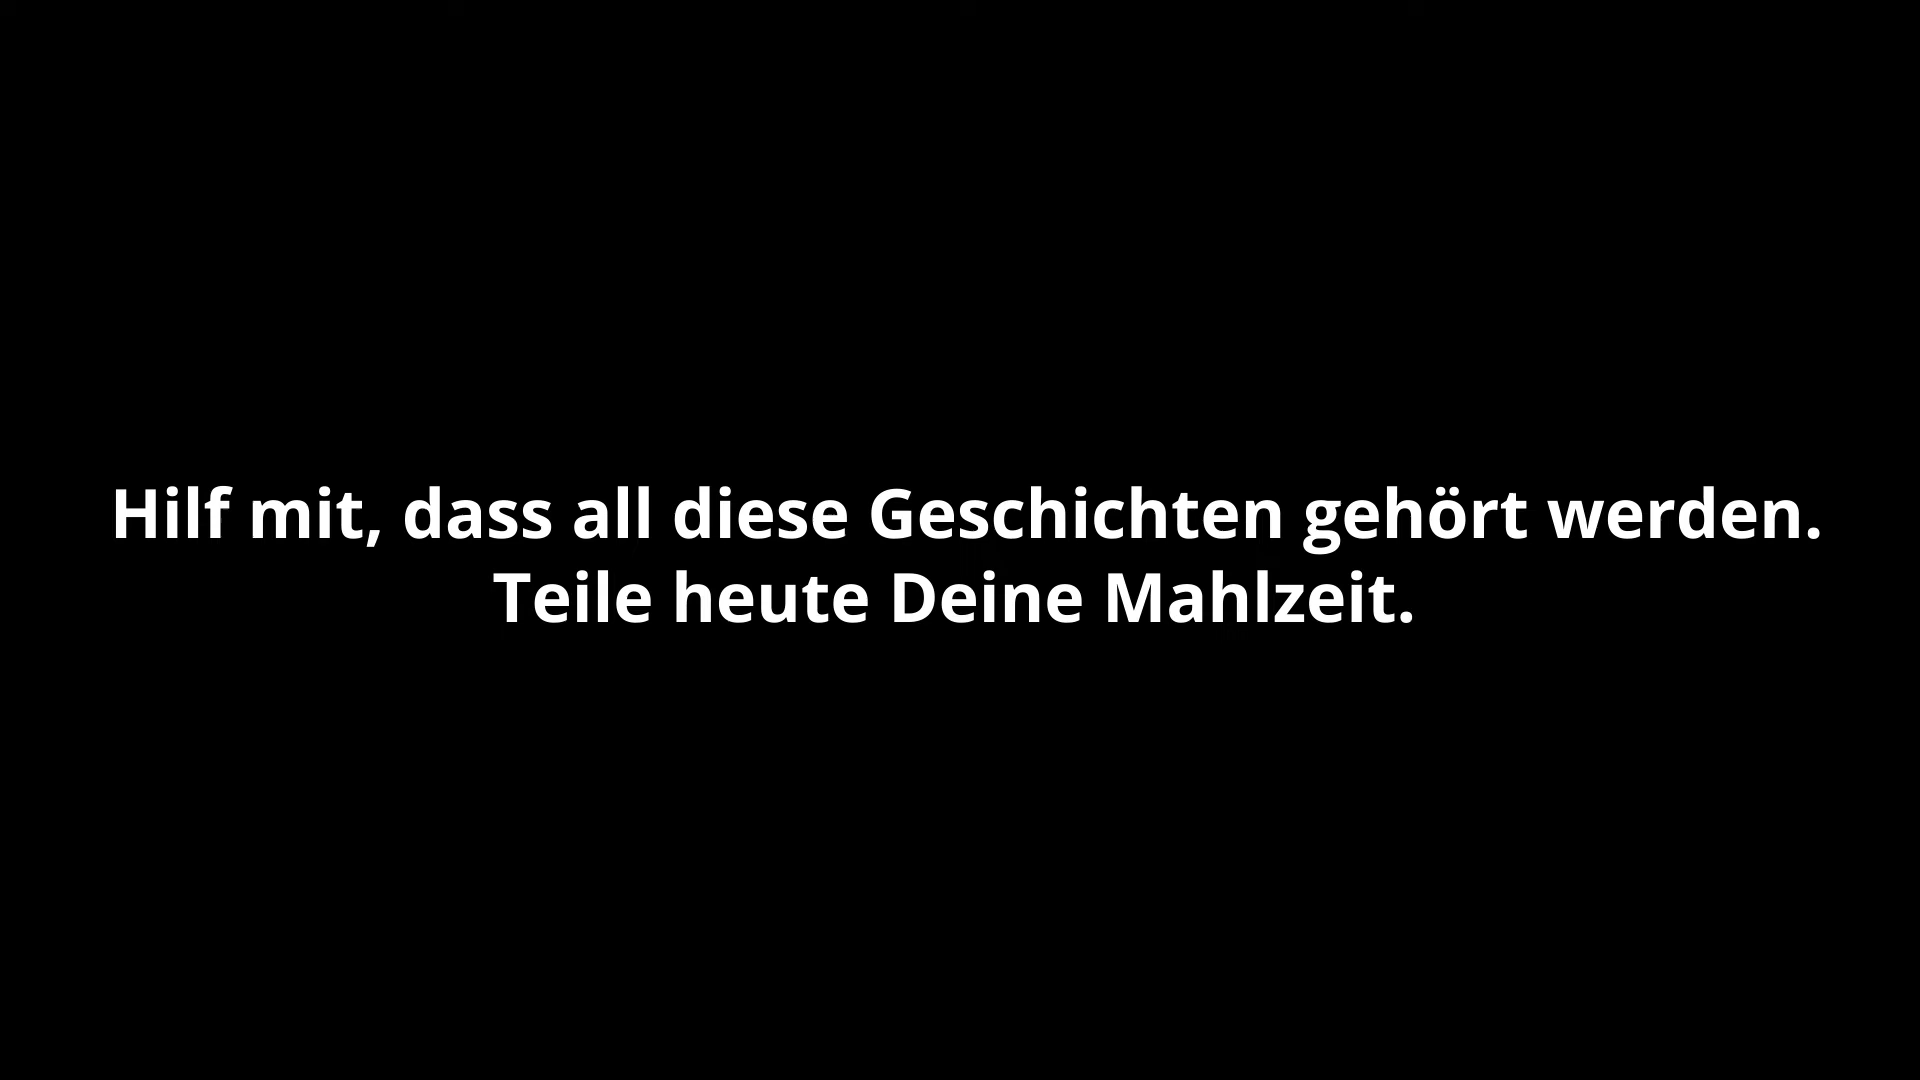 Hilf mit, dass all diese Geschichten gehört werden.
Teile heute Deine Mahlzeit.